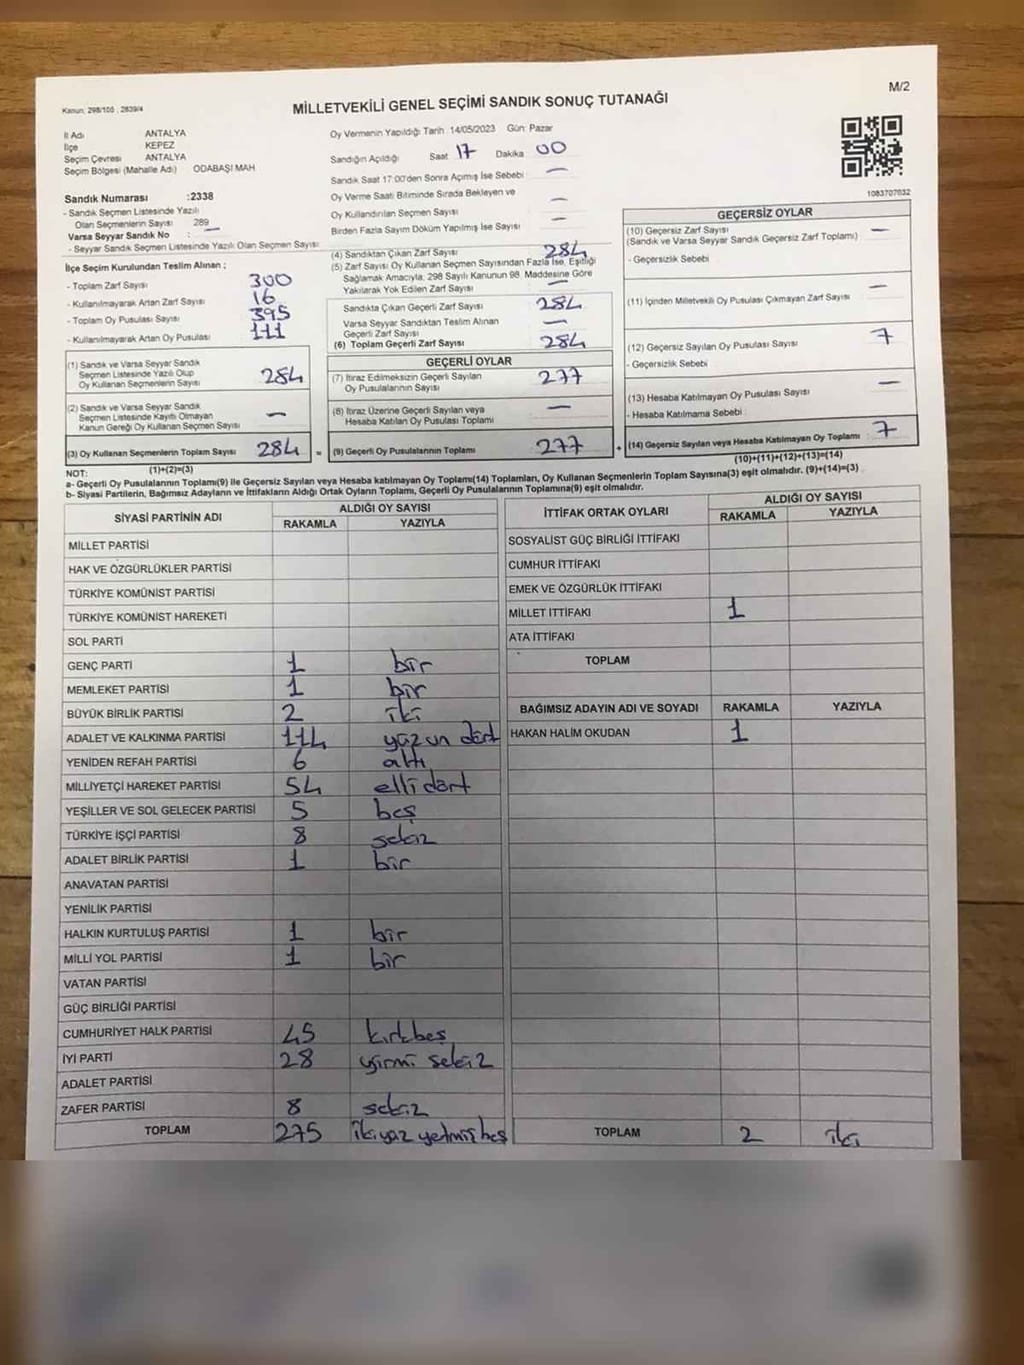 M/2
Kanun: 298/105 , 2839/4
MİLLETVEKİLİ GENEL SEÇİMİ SANDIK SONUÇ TUTANAĞI
İl Adı ANTALYA
İlçe KEPEZ
Seçim Çevresi ANTALYA
Seçim Bölgesi (Mahalle Adı) ODABAŞI MAH
Sandık Numarası :2338
- Sandık Seçmen Listesinde Yazılı
Olan Seçmenlerin Sayısı 289
Varsa Seyyar Sandık No : —
- Seyyar Sandık Seçmen Listesinde Yazılı Olan Seçmen Sayısı
İlçe Seçim Kurulundan Teslim Alınan ;
- Toplam Zarf Sayısı 300
- Kullanılmayarak Artan Zarf Sayısı 16
- Toplam Oy Pusulası Sayısı 395
- Kullanılmayarak Artan Oy Pusulası 111
(1) Sandık ve Varsa Seyyar Sandık
Seçmen Listesinde Yazılı Olup
Oy Kullanan Seçmenlerin Sayısı 284
(2) Sandık ve Varsa Seyyar Sandık
Seçmen Listesinde Kayıtlı Olmayan
Kanun Gereği Oy Kullanan Seçmen Sayısı —
(3) Oy Kullanan Seçmenlerin Toplam Sayısı 284 =
(1)+(2)=(3)
Oy Vermenin Yapıldığı Tarih 14/05/2023 Gün: Pazar
Sandığın Açıldığı Saat 17 Dakika 00
Sandık Saat 17:00'den Sonra Açılmış İse Sebebi —
Oy Verme Saati Bitiminde Sırada Bekleyen ve
Oy Kullandırılan Seçmen Sayısı —
Birden Fazla Sayım Döküm Yapılmış İse Sayısı —
(4) Sandıktan Çıkan Zarf Sayısı 284
(5) Zarf Sayısı Oy Kullanan Seçmen Sayısından Fazla İse, Eşitliği
Sağlamak Amacıyla, 298 Sayılı Kanunun 98. Maddesine Göre
Yakılarak Yok Edilen Zarf Sayısı —
Sandıkta Çıkan Geçerli Zarf Sayısı 284
Varsa Seyyar Sandıktan Teslim Alınan
Geçerli Zarf Sayısı —
(6) Toplam Geçerli Zarf Sayısı 284
GEÇERLİ OYLAR
(7) İtiraz Edilmeksizin Geçerli Sayılan
Oy Pusulalarının Sayısı 277
(8) İtiraz Üzerine Geçerli Sayılan veya
Hesaba Katılan Oy Pusulası Toplamı —
(9) Geçerli Oy Pusulalarının Toplamı 277 +
1083707032
GEÇERSİZ OYLAR
(10) Geçersiz Zarf Sayısı —
(Sandık ve Varsa Seyyar Sandık Geçersiz Zarf Toplamı)
- Geçersizlik Sebebi
(11) İçinden Milletvekili Oy Pusulası Çıkmayan Zarf Sayısı —
(12) Geçersiz Sayılan Oy Pusulası Sayısı 7
- Geçersizlik Sebebi
(13) Hesaba Katılmayan Oy Pusulası Sayısı —
- Hesaba Katılmama Sebebi
(14) Geçersiz Sayılan veya Hesaba Katılmayan Oy Toplamı 7
(10)+(11)+(12)+(13)=(14)
NOT:
a- Geçerli Oy Pusulalarının Toplamı(9) ile Geçersiz Sayılan veya Hesaba katılmayan Oy Toplamı(14) Toplamları, Oy Kullanan Seçmenlerin Toplam Sayısına(3) eşit olmalıdır. (9)+(14)=(3)
b- Siyasi Partilerin, Bağımsız Adayların ve İttifakların Aldığı Ortak Oyların Toplamı, Geçerli Oy Pusulalarının Toplamına(9) eşit olmalıdır.
SİYASİ PARTİNİN ADI ALDIĞI OY SAYISI
RAKAMLA YAZIYLA
MİLLET PARTİSİ
HAK VE ÖZGÜRLÜKLER PARTİSİ
TÜRKİYE KOMÜNİST PARTİSİ
TÜRKİYE KOMÜNİST HAREKETİ
SOL PARTİ
GENÇ PARTİ 1 bir
MEMLEKET PARTİSİ 1 bir
BÜYÜK BİRLİK PARTİSİ 2 iki
ADALET VE KALKINMA PARTİSİ 114 yüzün dört
YENİDEN REFAH PARTİSİ 6 altı
MİLLİYETÇİ HAREKET PARTİSİ 54 elli dört
YEŞİLLER VE SOL GELECEK PARTİSİ 5 beş
TÜRKİYE İŞÇİ PARTİSİ 8 sekiz
ADALET BİRLİK PARTİSİ 1 bir
ANAVATAN PARTİSİ
YENİLİK PARTİSİ
HALKIN KURTULUŞ PARTİSİ 1 bir
MİLLİ YOL PARTİSİ 1 bir
VATAN PARTİSİ
GÜÇ BİRLİĞİ PARTİSİ
CUMHURİYET HALK PARTİSİ 45 kırkbeş
İYİ PARTİ 28 yirmi sekiz
ADALET PARTİSİ
ZAFER PARTİSİ 8 sekiz
TOPLAM 275 ikiyüz yetmiş beş
İTTİFAK ORTAK OYLARI ALDIĞI OY SAYISI
RAKAMLA YAZIYLA
SOSYALİST GÜÇ BİRLİĞİ İTTİFAKI
CUMHUR İTTİFAKI
EMEK VE ÖZGÜRLÜK İTTİFAKI
MİLLET İTTİFAKI 1
ATA İTTİFAKI
TOPLAM
BAĞIMSIZ ADAYIN ADI VE SOYADI RAKAMLA YAZIYLA
HAKAN HALİM OKUDAN 1
TOPLAM 2 iki